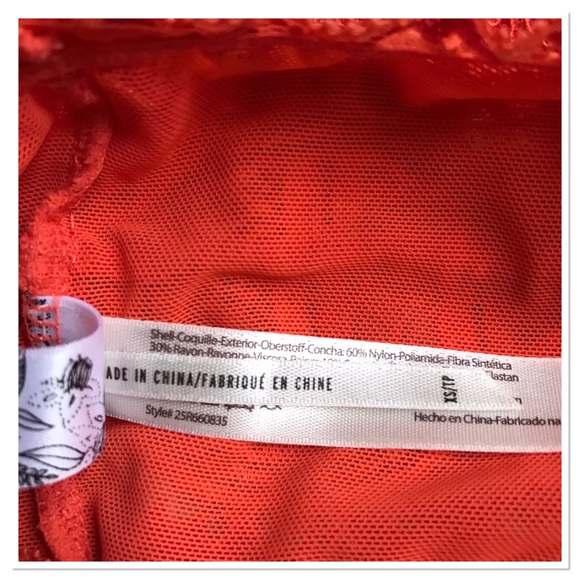 Shell-Coquille-Exterior-Oberstoff-Concha: 60% Nylon-Poliamida-Fibra Sintética
30% Rayon-Rayonne-Viscosa
Elastan
ADE IN CHINA/FABRIQUÉ EN CHINE
XS/TP
Style# 25R660835
Hecho en China-Fabricado na